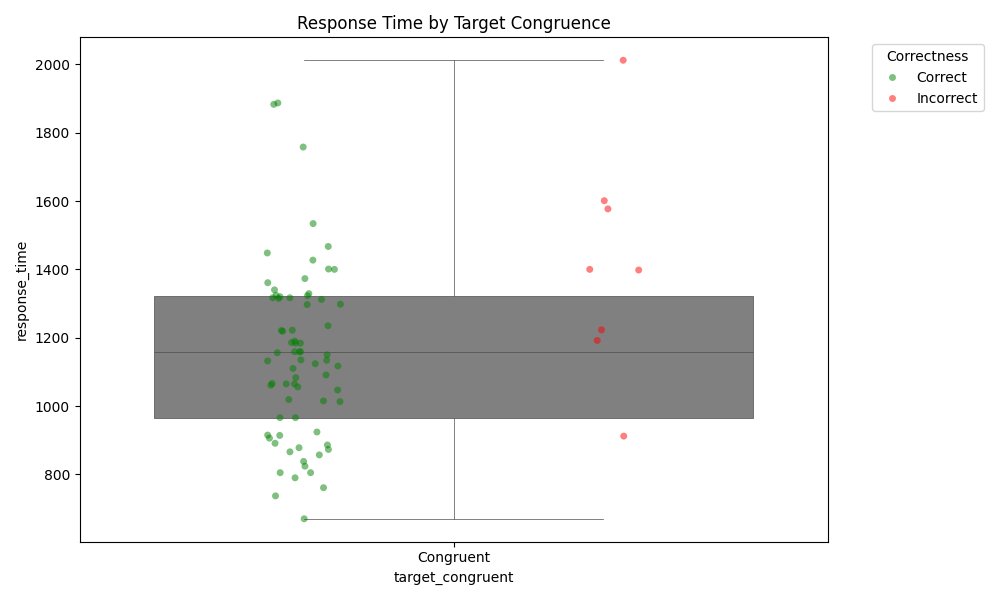 Response Time by Target Congruence
Correctness
Correct
Incorrect
response_time
2000
1800
1600
1400
1200
1000
800
Congruent
target_congruent